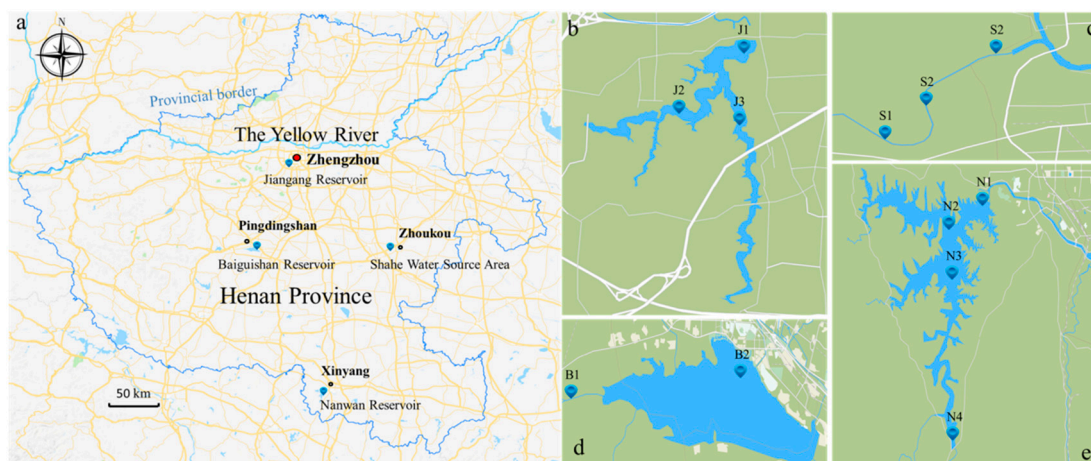 a
N
Provincial border
The Yellow River
Zhengzhou
Jiangang Reservoir
Pingdingshan
Baiguishan Reservoir
Zhoukou
Shahe Water Source Area
Henan Province
Xinyang
Nanwan Reservoir
50 km
b
J1
J2
J3
c
S2
S2
S1
d
B1
B2
e
N1
N2
N3
N4